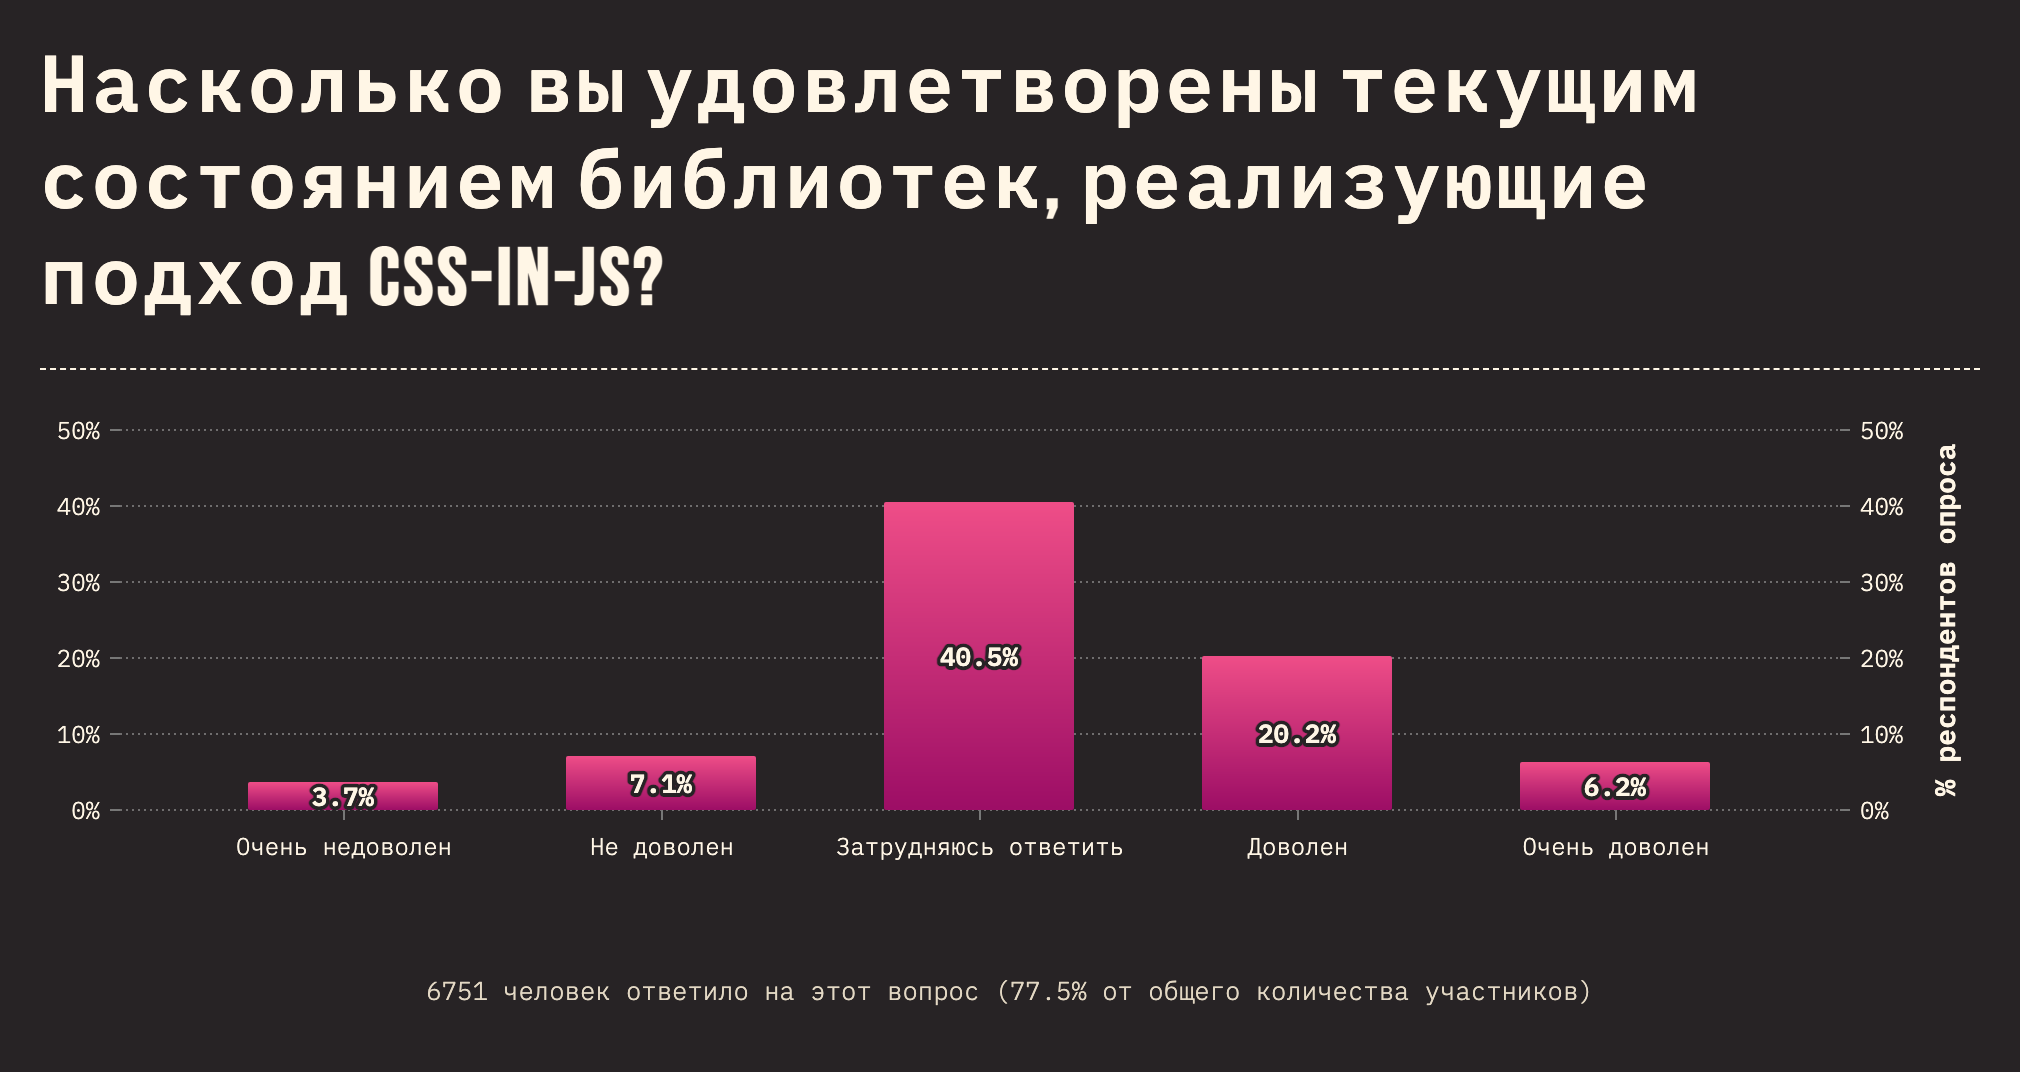 Насколько вы удовлетворены текущим
состоянием библиотек, реализующие
подход CSS-IN-JS?
50% 50%
40% 40%
30% 30%
20% 20%
10% 10%
0% 0%
% респондентов опроса
3.7% 7.1% 40.5% 20.2% 6.2%
Очень недоволен Не доволен Затрудняюсь ответить Доволен Очень доволен
6751 человек ответило на этот вопрос (77.5% от общего количества участников)